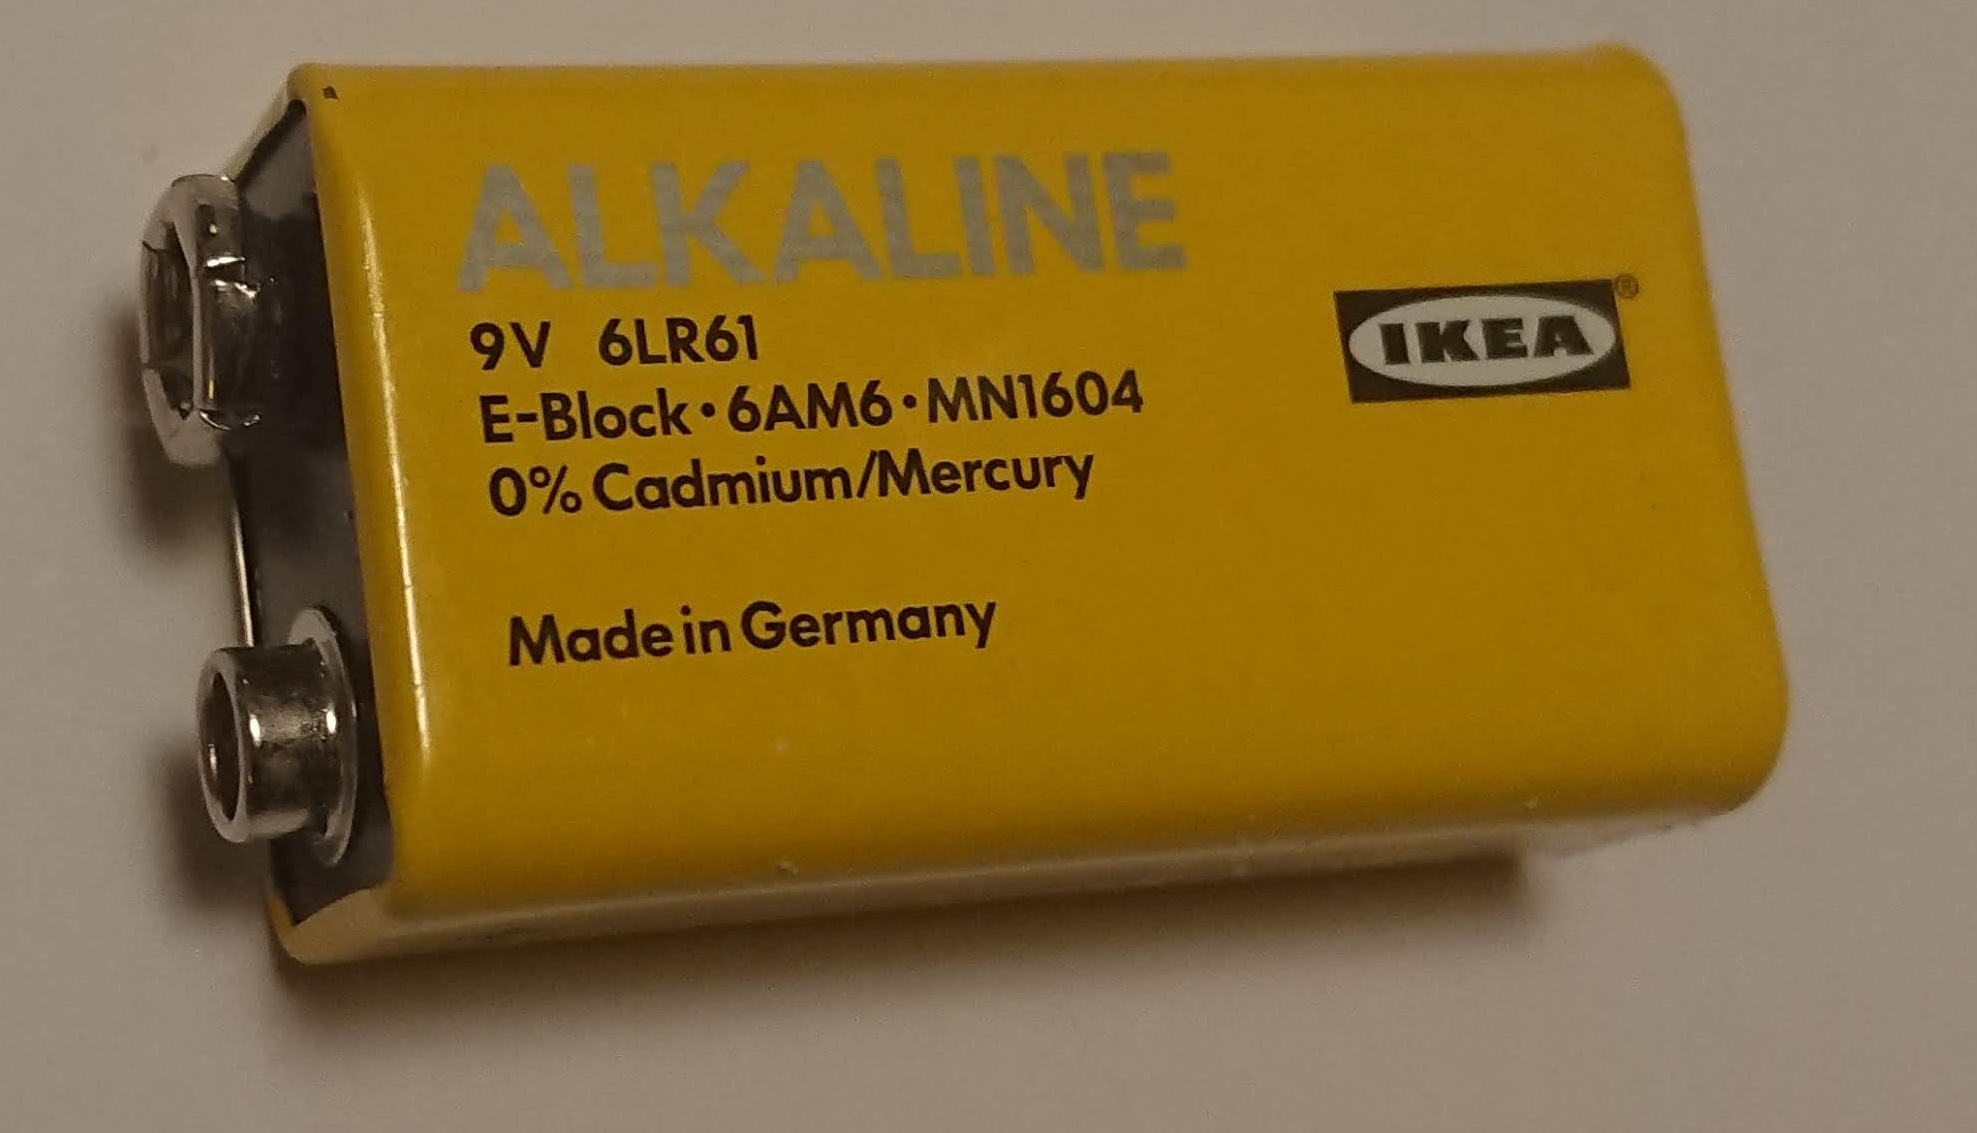 ALKALINE
9V 6LR61
E-Block • 6AM6 • MN1604
0% Cadmium/Mercury
Made in Germany
IKEA®